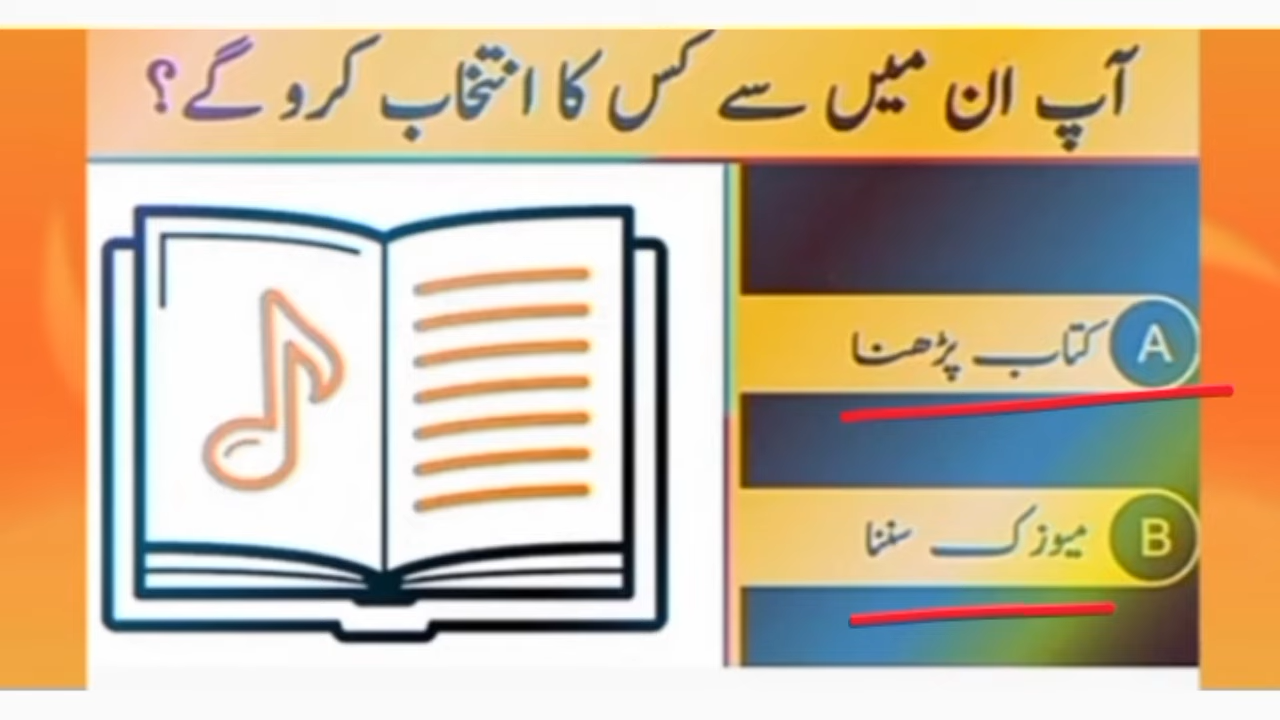 آپ ان میں سے کس کا انتخاب کرو گے؟
A کتاب پڑھنا
B میوزک سننا